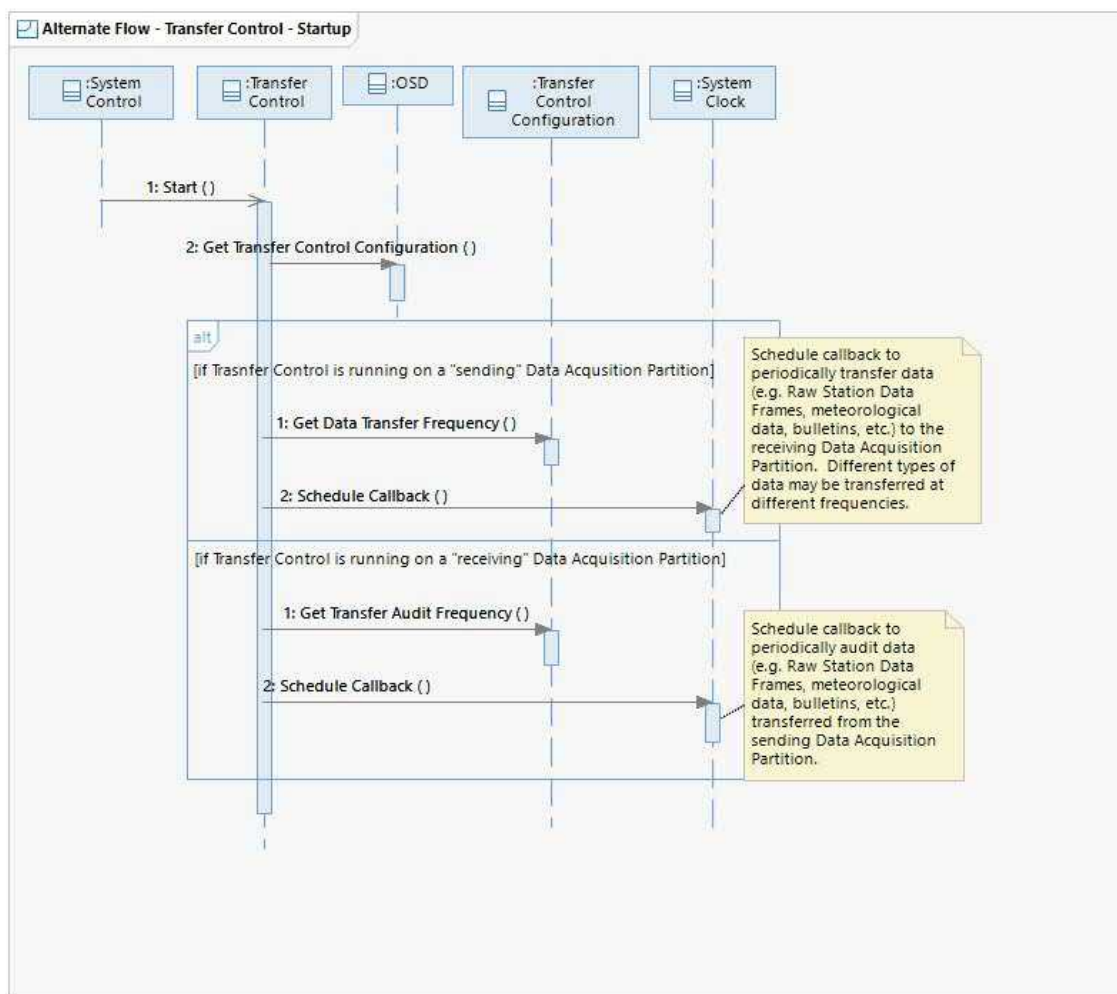 Alternate Flow - Transfer Control - Startup
:System
Control
:Transfer
Control
:OSD
:Transfer
Control
Configuration
:System
Clock
1: Start ( )
2: Get Transfer Control Configuration ( )
alt
[if Trasnfer Control is running on a "sending" Data Acqusition Partition]
Schedule callback to
periodically transfer data
(e.g. Raw Station Data
Frames, meteorological
data, bulletins, etc.) to the
receiving Data Acquisition
Partition.  Different types of
data may be transferred at
different frequencies.
1: Get Data Transfer Frequency ( )
2: Schedule Callback ( )
[if Transfer Control is running on a "receiving" Data Acquisition Partition]
1: Get Transfer Audit Frequency ( )
2: Schedule Callback ( )
Schedule callback to
periodically audit data
(e.g. Raw Station Data
Frames, meteorological
data, bulletins, etc.)
transferred from the
sending Data Acquisition
Partition.